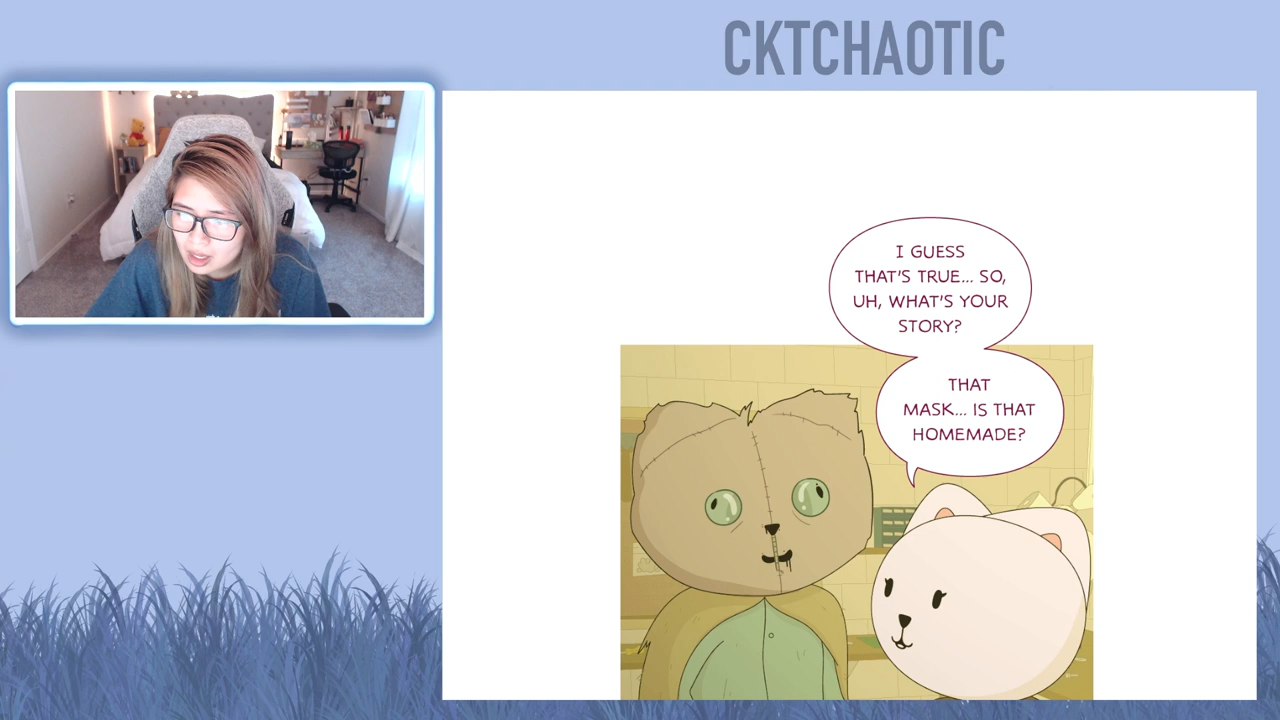 CKTCHAOTIC
I GUESS
THAT'S TRUE... SO,
UH, WHAT'S YOUR
STORY?
THAT
MASK... IS THAT
HOMEMADE?